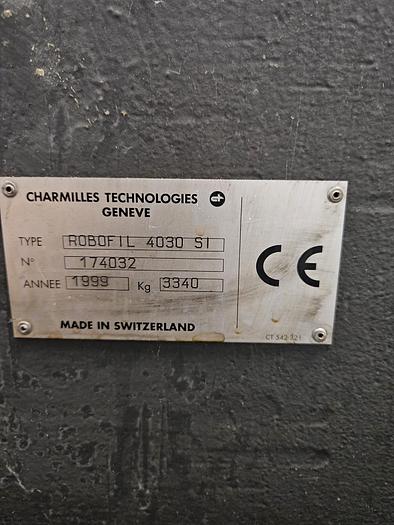 CHARMILLES TECHNOLOGIES
GENEVE
TYPE ROBOFIL 4030 SI
N° 174032
ANNEE 1999 Kg 3340
MADE IN SWITZERLAND
CE
CT 542 321